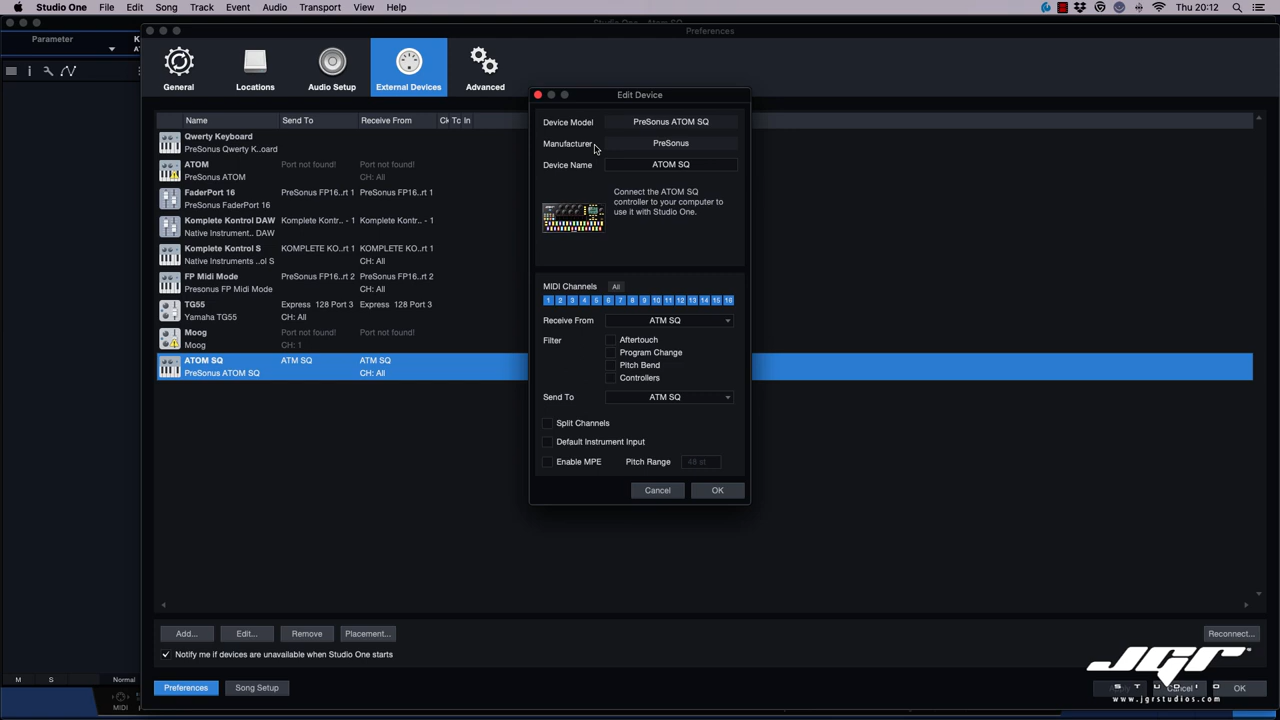 Studio One File Edit Song Track Event Audio Transport View Help Thu 20:12
Preferences
Parameter
General Locations Audio Setup External Devices Advanced
Name Send To Receive From
Qwerty Keyboard
PreSonus Qwerty K..oard
ATOM Port not found! Port not found!
PreSonus ATOM CH: All
FaderPort 16 PreSonus FP16..rt 1 PreSonus FP16..rt 1
PreSonus FaderPort 16
Komplete Kontrol DAW Komplete Kontr.. - 1 Komplete Kontr.. - 1
Native Instrument.. DAW
Komplete Kontrol S KOMPLETE KO..rt 1 KOMPLETE KO..rt 1
Native Instruments ..ol S
FP Midi Mode PreSonus FP16..rt 2 PreSonus FP16..rt 2
Presonus FP Midi Mode CH: All
TG55 Express 128 Port 3 Express 128 Port 3
Yamaha TG55 CH: All
Moog Port not found! Port not found!
Moog CH: 1
ATOM SQ ATM SQ ATM SQ
PreSonus ATOM SQ CH: All
Edit Device
Device Model PreSonus ATOM SQ
Manufacturer PreSonus
Device Name ATOM SQ
Connect the ATOM SQ
controller to your computer to
use it with Studio One.
MIDI Channels All
1 2 3 4 5 6 7 8 9 10 11 12 13 14 15 16
Receive From ATM SQ
Filter Aftertouch
Program Change
Pitch Bend
Controllers
Send To ATM SQ
Split Channels
Default Instrument Input
Enable MPE Pitch Range 48 st
Cancel OK
Add... Edit... Remove Placement... Reconnect...
Notify me if devices are unavailable when Studio One starts
M S Normal
Preferences Song Setup Cancel OK
MIDI
JGR
STUDIO
www.jgrstudios.com